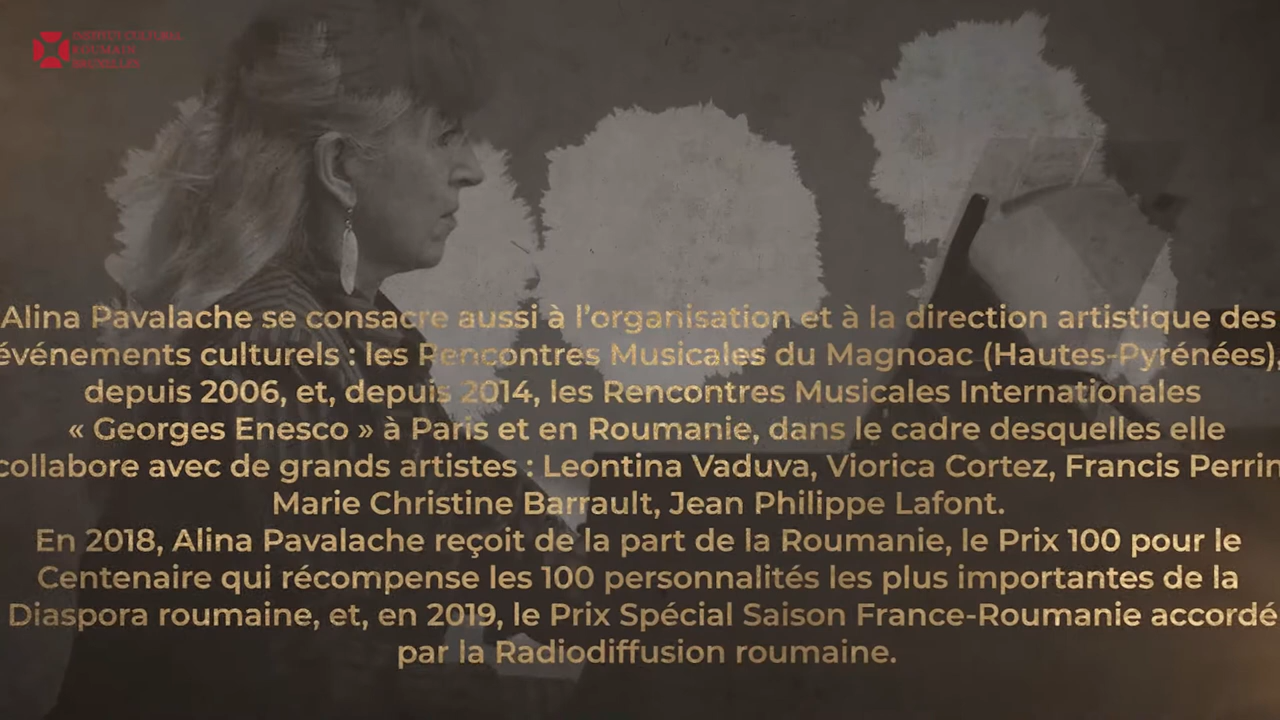 INSTITUT CULTUREL
ROUMAIN
BRUXELLES
Alina Pavalache se consacre aussi à l’organisation et à la direction artistique des
événements culturels : les Rencontres Musicales du Magnoac (Hautes-Pyrénées),
depuis 2006, et, depuis 2014, les Rencontres Musicales Internationales
« Georges Enesco » à Paris et en Roumanie, dans le cadre desquelles elle
collabore avec de grands artistes : Leontina Vaduva, Viorica Cortez, Francis Perrin
Marie Christine Barrault, Jean Philippe Lafont.
En 2018, Alina Pavalache reçoit de la part de la Roumanie, le Prix 100 pour le
Centenaire qui récompense les 100 personnalités les plus importantes de la
Diaspora roumaine, et, en 2019, le Prix Spécial Saison France-Roumanie accordé
par la Radiodiffusion roumaine.